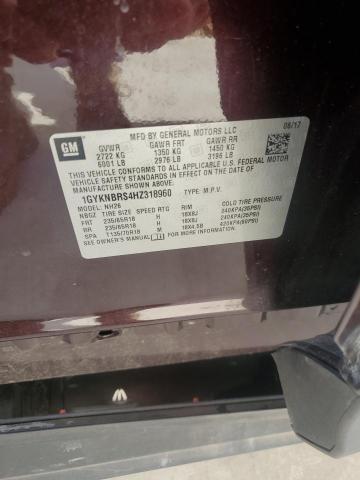 GM
MFD BY GENERAL MOTORS LLC
08/17
GVWR GAWR FRT GAWR RR
2722 KG 1350 KG 1450 KG
6001 LB 2976 LB 3196 LB
THIS VEHICLE CONFORMS TO ALL APPLICABLE U.S. FEDERAL MOTOR
VEHICLE SAFETY STANDARDS IN EFFECT ON THE DATE OF
MANUFACTURE SHOWN ABOVE.
1GYKNBRS4HZ318960 TYPE: M.P.V.
MODEL: NH26
NBGZ TIRE SIZE SPEED RTG RIM COLD TIRE PRESSURE
FRT 235/65R18 H 18X8J 240KPA(35PSI)
RR 235/65R18 H 18X8J 240KPA(35PSI)
SPA T135/70R18 M 18X4.5B 420KPA(60PSI)
SEE OWNER'S MANUAL FOR MORE INFORMATION.